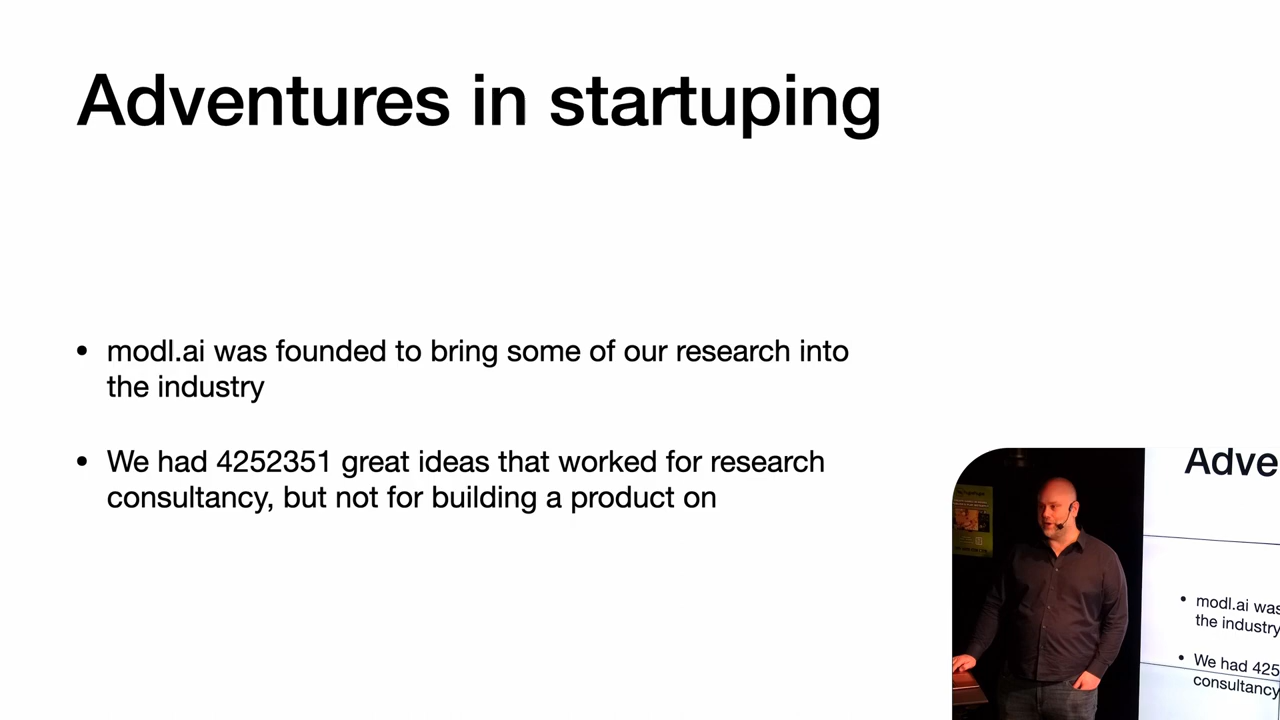 Adventures in startuping
• modl.ai was founded to bring some of our research into
the industry
• We had 4252351 great ideas that worked for research
consultancy, but not for building a product on
Adve
• modl.ai was
the industry
• We had 425
consultancy